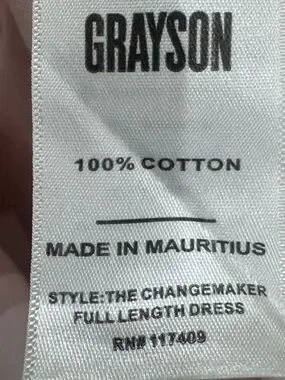 GRAYSON
100% COTTON
MADE IN MAURITIUS
STYLE:THE CHANGEMAKER
FULL LENGTH DRESS
RN# 117409